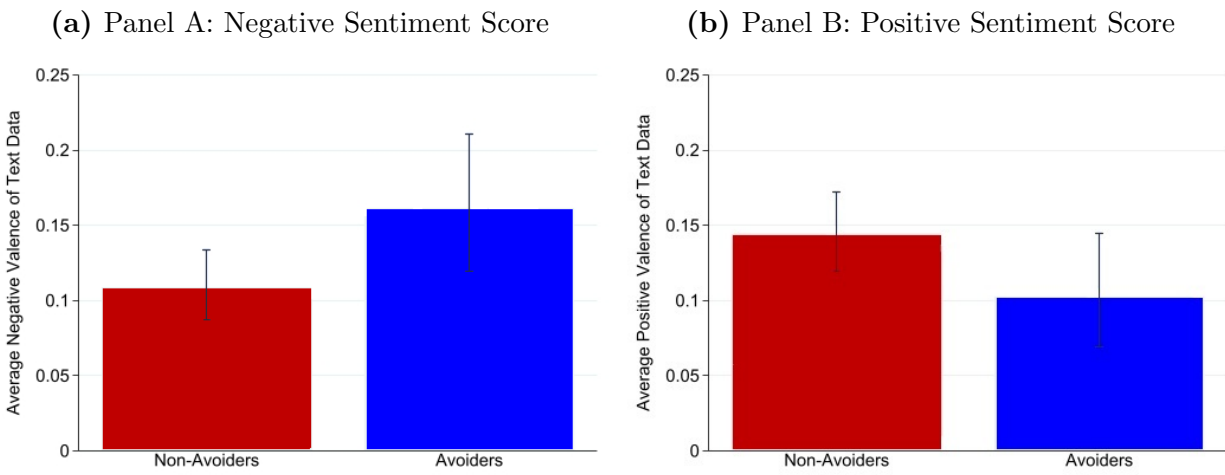 (a) Panel A: Negative Sentiment Score
Average Negative Valence of Text Data
0.25
0.2
0.15
0.1
0.05
0
Non-Avoiders
Avoiders
(b) Panel B: Positive Sentiment Score
Average Positive Valence of Text Data
0.25
0.2
0.15
0.1
0.05
0
Non-Avoiders
Avoiders